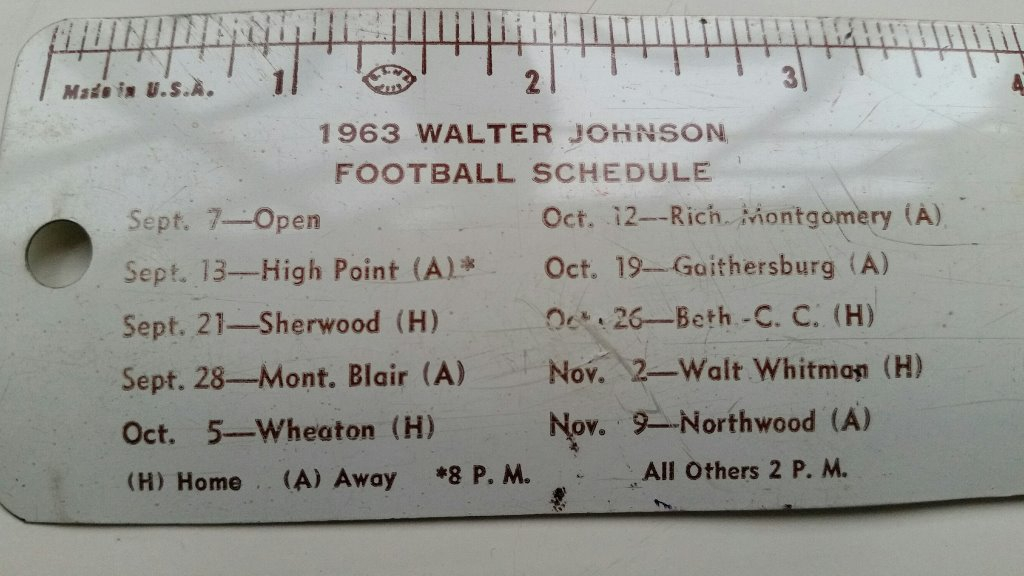 1 2 3 4
Made in U.S.A.
1963 WALTER JOHNSON
FOOTBALL SCHEDULE
Sept. 7—Open
Sept. 13—High Point (A)*
Sept. 21—Sherwood (H)
Sept. 28—Mont. Blair (A)
Oct. 5—Wheaton (H)
Oct. 12—Rich. Montgomery (A)
Oct. 19—Gaithersburg (A)
Oct. 26—Beth.-C. C. (H)
Nov. 2—Walt Whitman (H)
Nov. 9—Northwood (A)
(H) Home (A) Away *8 P. M. All Others 2 P. M.